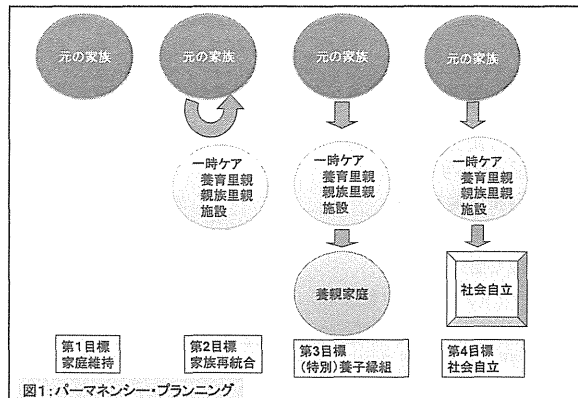 元の家族
元の家族
元の家族
元の家族
一時ケア
養育里親
親族里親
施設
一時ケア
養育里親
親族里親
施設
一時ケア
養育里親
親族里親
施設
養親家庭
社会自立
第1目標
家庭維持
第2目標
家族再統合
第3目標
(特別)養子縁組
第4目標
社会自立
図1:パーマネンシー・プランニング